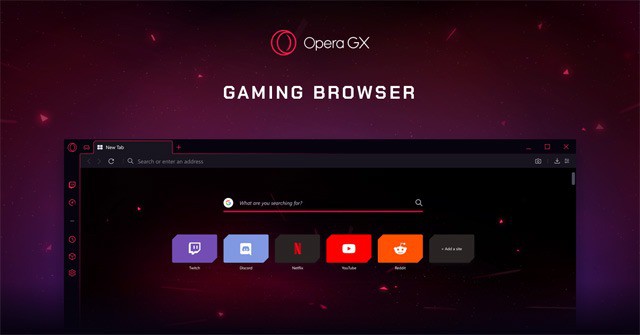 Opera GX
GAMING BROWSER
New Tab
Search or enter an address
What are you searching for?
Twitch
Discord
Netflix
YouTube
Reddit
+ Add a site